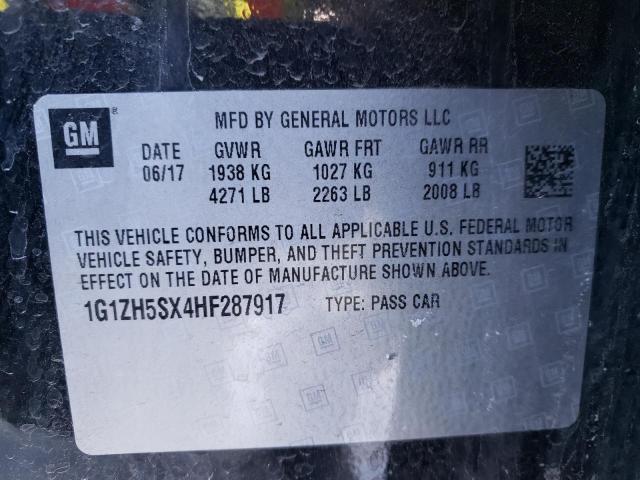 GM ®
MFD BY GENERAL MOTORS LLC
DATE GVWR GAWR FRT GAWR RR
06/17 1938 KG 1027 KG 911 KG
4271 LB 2263 LB 2008 LB
THIS VEHICLE CONFORMS TO ALL APPLICABLE U.S. FEDERAL MOTOR
VEHICLE SAFETY, BUMPER, AND THEFT PREVENTION STANDARDS IN
EFFECT ON THE DATE OF MANUFACTURE SHOWN ABOVE.
1G1ZH5SX4HF287917 TYPE: PASS CAR